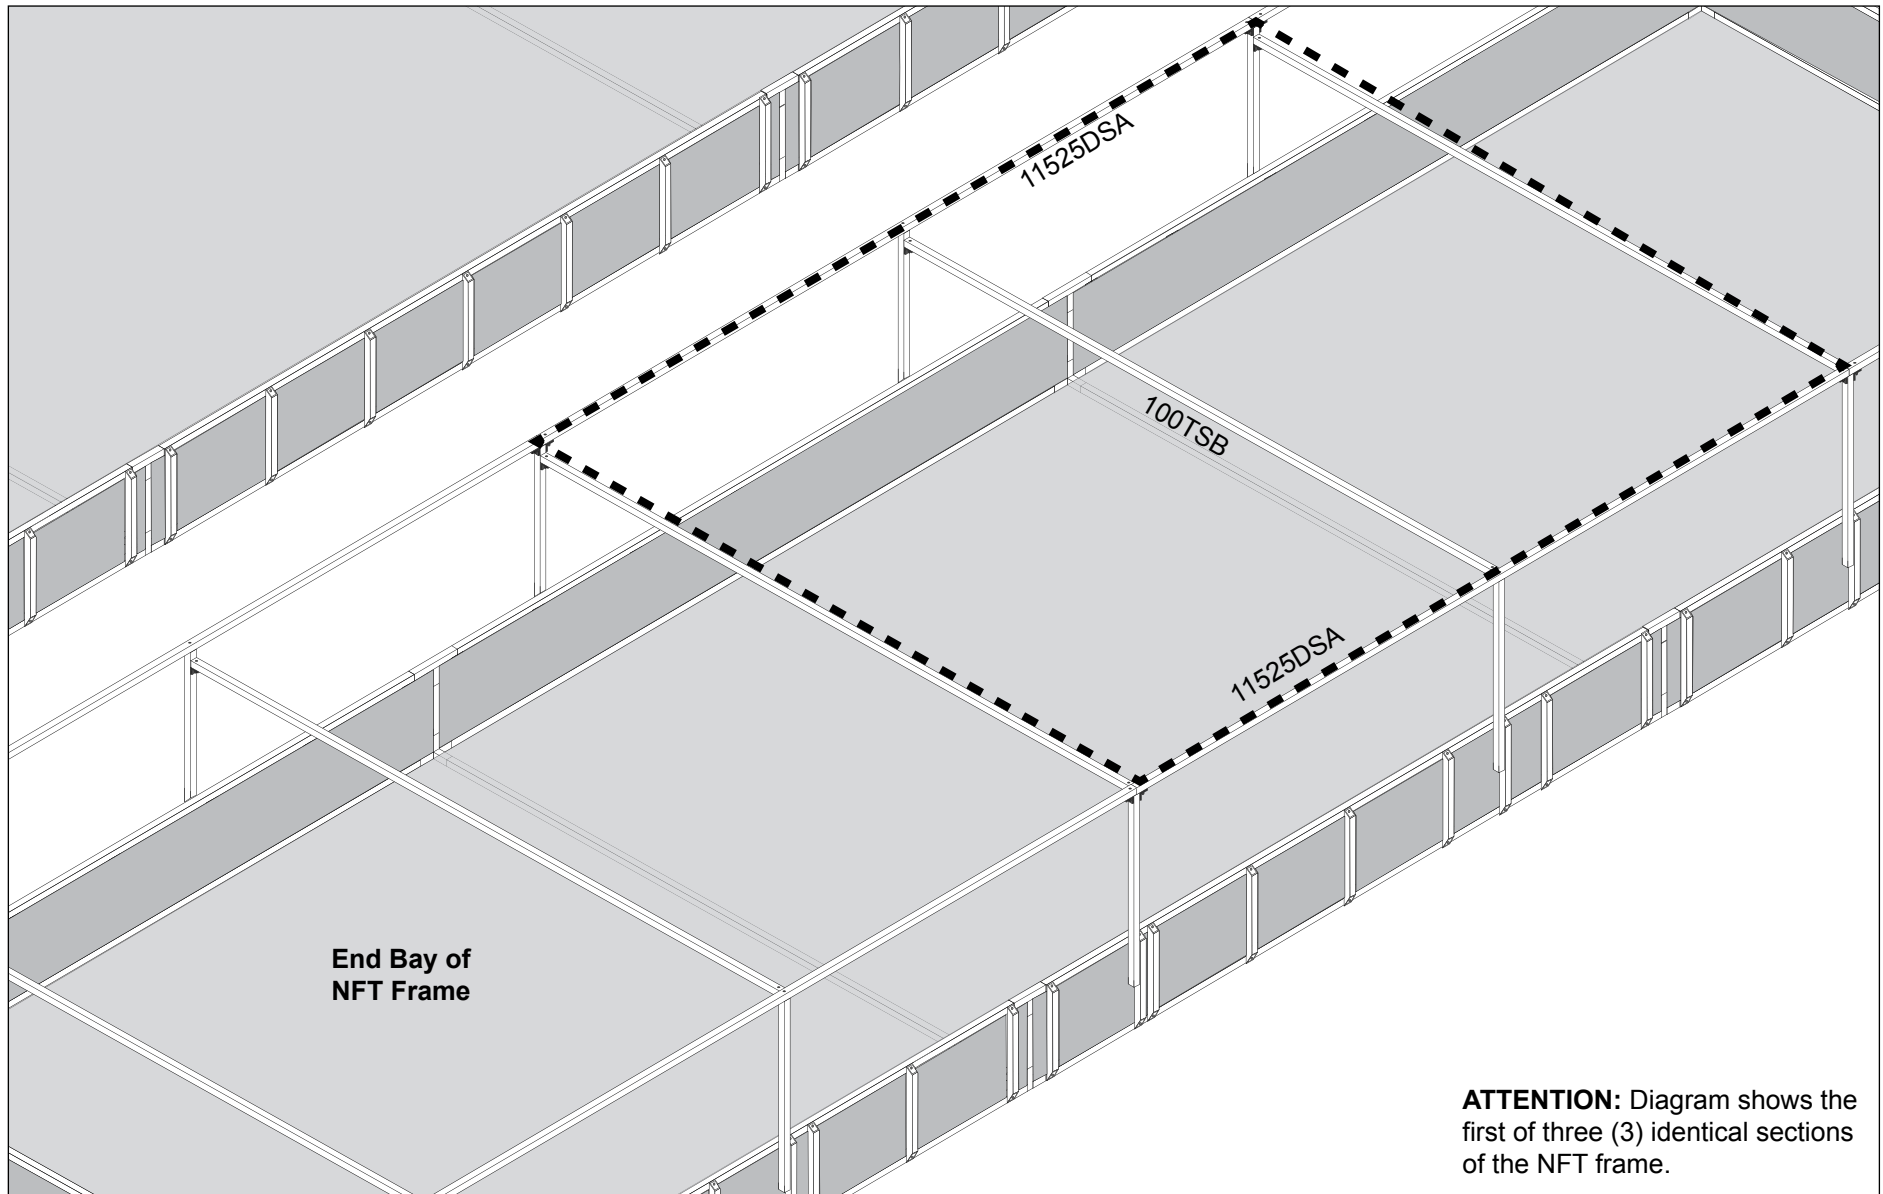 11525DSA
100TSB
11525DSA
End Bay of
NFT Frame
ATTENTION: Diagram shows the
first of three (3) identical sections
of the NFT frame.